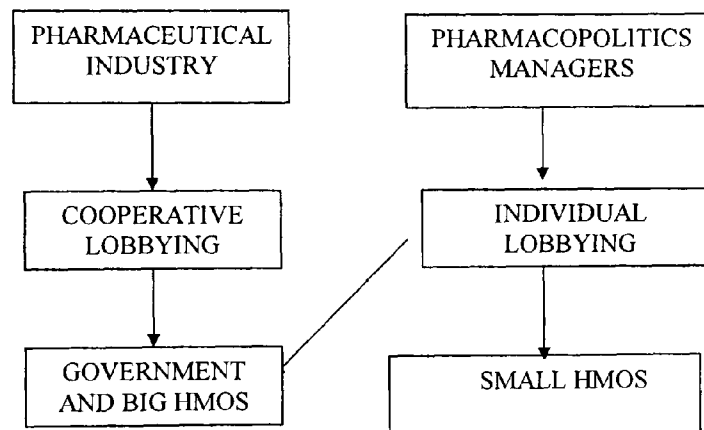 PHARMACEUTICAL
INDUSTRY
PHARMACOPOLITICS
MANAGERS
COOPERATIVE
LOBBYING
INDIVIDUAL
LOBBYING
GOVERNMENT
AND BIG HMOS
SMALL HMOS